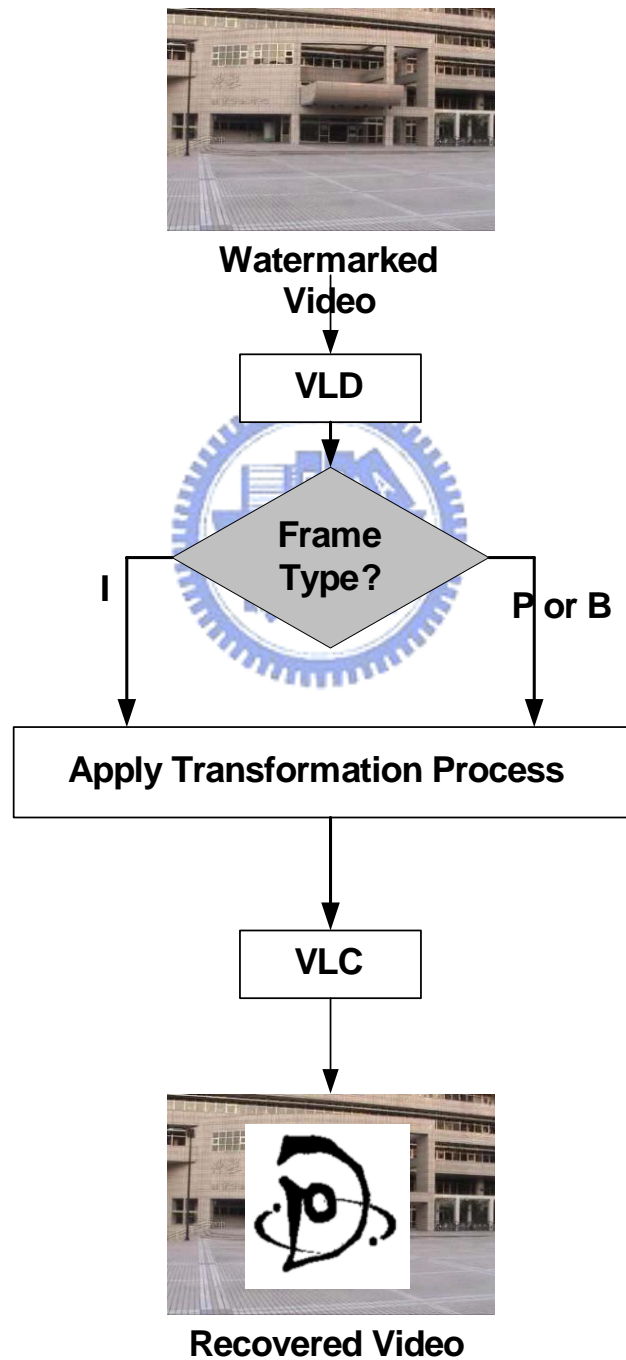 Watermarked
Video
VLD
Frame
Type?
I
P or B
Apply Transformation Process
VLC
Recovered Video